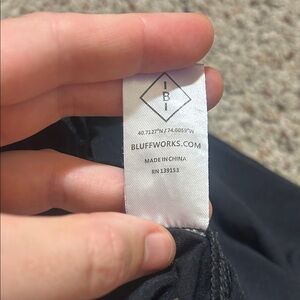 I
B
I
40.7127°N / 74.0059°W
BLUFFWORKS.COM
MADE IN CHINA
RN 139153